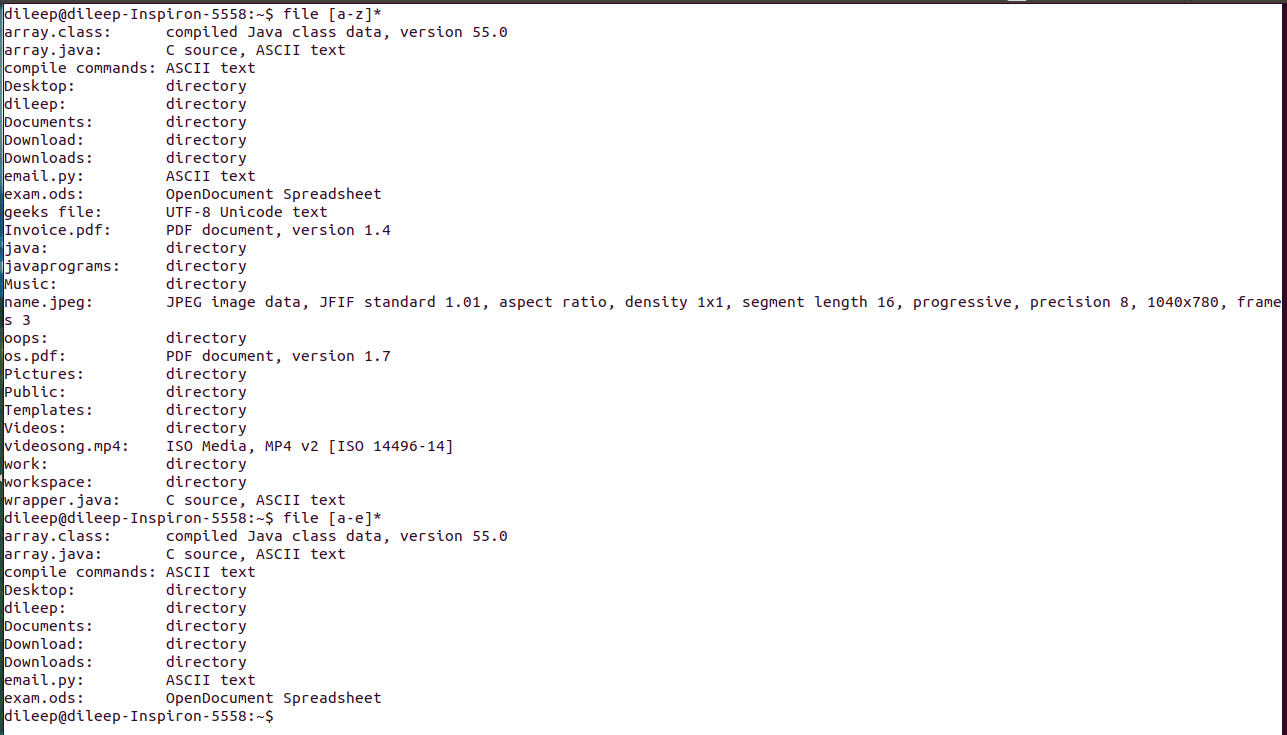 dileep@dileep-Inspiron-5558:~$ file [a-z]*
array.class:      compiled Java class data, version 55.0
array.java:       C source, ASCII text
compile commands: ASCII text
Desktop:          directory
dileep:           directory
Documents:        directory
Download:         directory
Downloads:        directory
email.py:         ASCII text
exam.ods:         OpenDocument Spreadsheet
geeks file:       UTF-8 Unicode text
Invoice.pdf:      PDF document, version 1.4
java:             directory
javaprograms:     directory
Music:            directory
name.jpeg:        JPEG image data, JFIF standard 1.01, aspect ratio, density 1x1, segment length 16, progressive, precision 8, 1040x780, frame
s 3
oops:             directory
os.pdf:           PDF document, version 1.7
Pictures:         directory
Public:           directory
Templates:        directory
Videos:           directory
videosong.mp4:    ISO Media, MP4 v2 [ISO 14496-14]
work:             directory
workspace:        directory
wrapper.java:     C source, ASCII text
dileep@dileep-Inspiron-5558:~$ file [a-e]*
array.class:      compiled Java class data, version 55.0
array.java:       C source, ASCII text
compile commands: ASCII text
Desktop:          directory
dileep:           directory
Documents:        directory
Download:         directory
Downloads:        directory
email.py:         ASCII text
exam.ods:         OpenDocument Spreadsheet
dileep@dileep-Inspiron-5558:~$